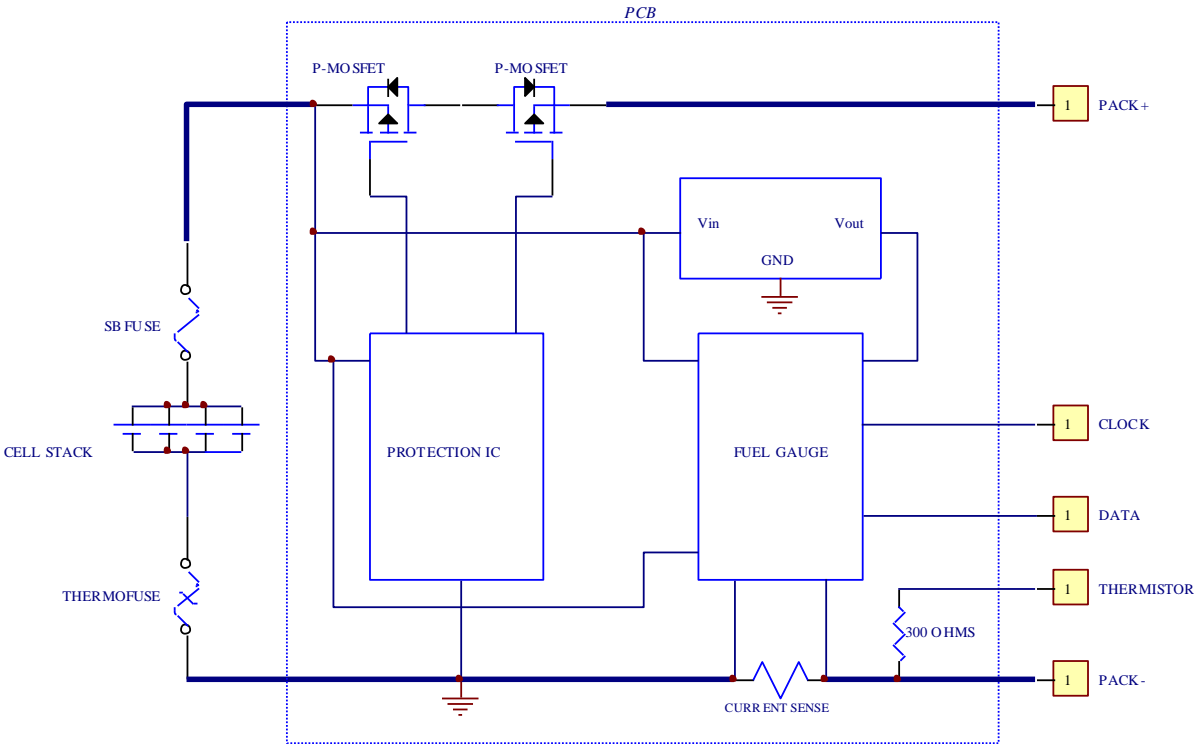 PCB
P-MOSFET
P-MOSFET
1 PACK+
Vin
Vout
GND
SB FUSE
1 CLOCK
CELL STACK
PROTECTION IC
FUEL GAUGE
1 DATA
THERMOFUSE
1 THERMISTOR
300 OHMS
1 PACK-
CURRENT SENSE